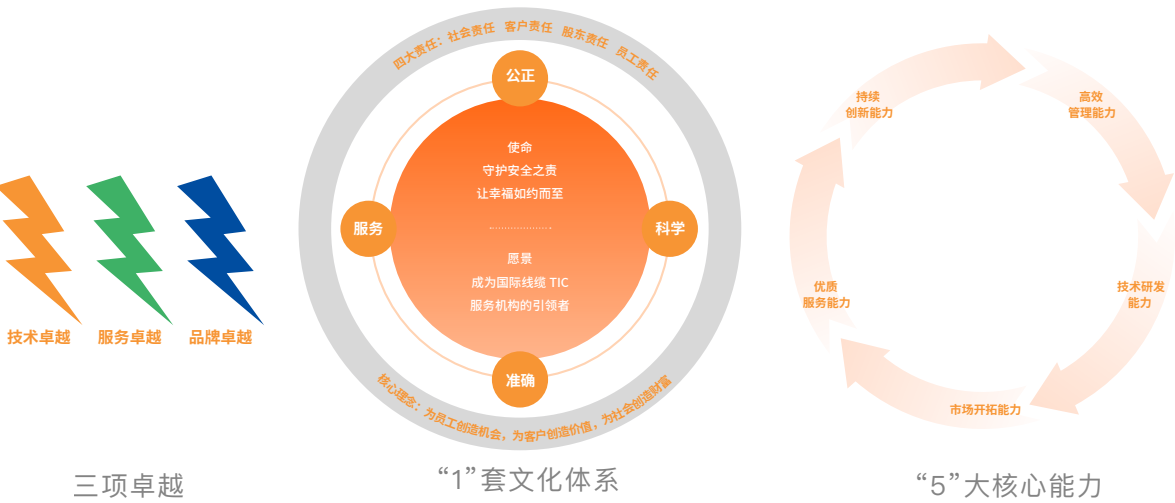 技术卓越
服务卓越
品牌卓越
三项卓越
四大责任：社会责任 客户责任 股东责任 员工责任
公正
服务
科学
准确
使命
守护安全之责
让幸福如约而至
愿景
成为国际线缆 TIC
服务机构的引领者
核心理念：为员工创造机会，为客户创造价值，为社会创造财富
“1”套文化体系
持续
创新能力
高效
管理能力
技术研发
能力
市场开拓能力
优质
服务能力
“5”大核心能力